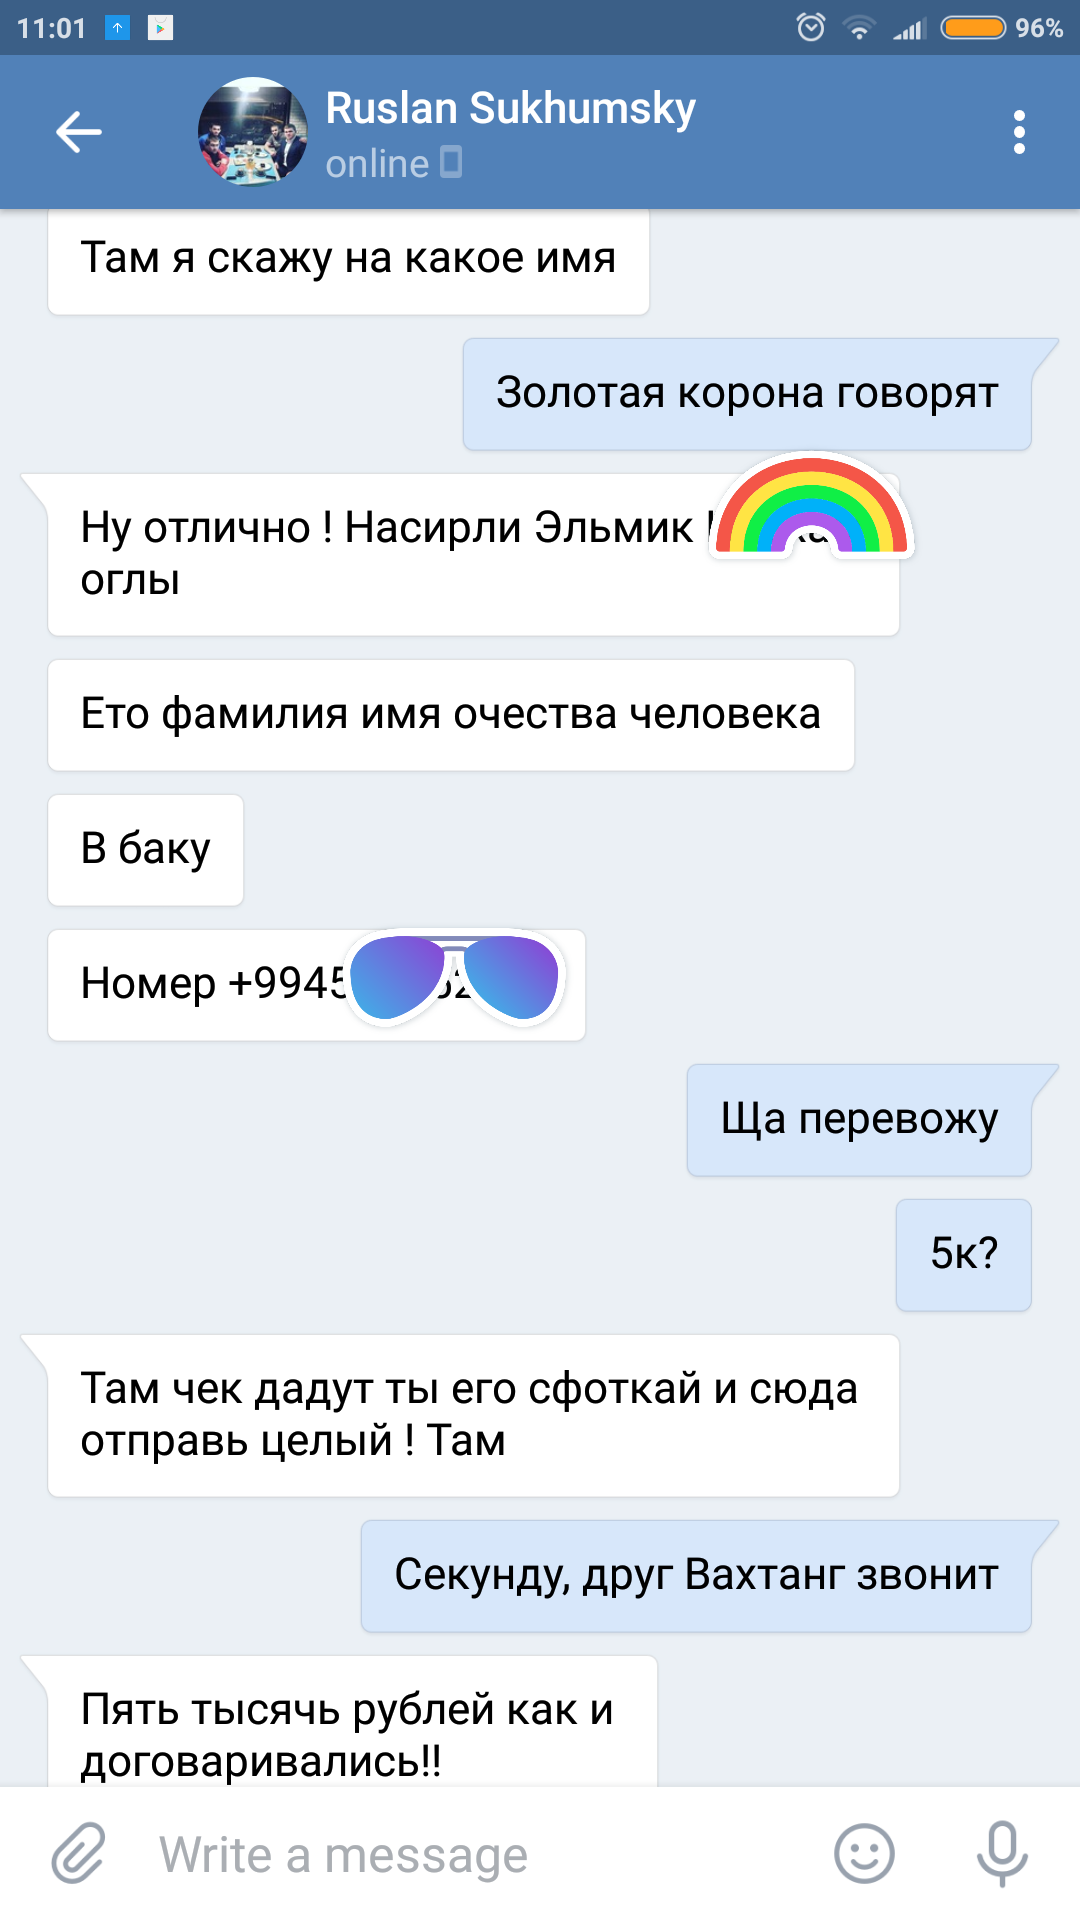 11:01
96%
Ruslan Sukhumsky
online
Там я скажу на какое имя
Золотая корона говорят
Ну отлично ! Насирли Эльмик
оглы
Ето фамилия имя очества человека
В баку
Номер +9945
Ща перевожу
5к?
Там чек дадут ты его сфоткай и сюда
отправь целый ! Там
Секунду, друг Вахтанг звонит
Пять тысячь рублей как и
договаривались!!
Write a message